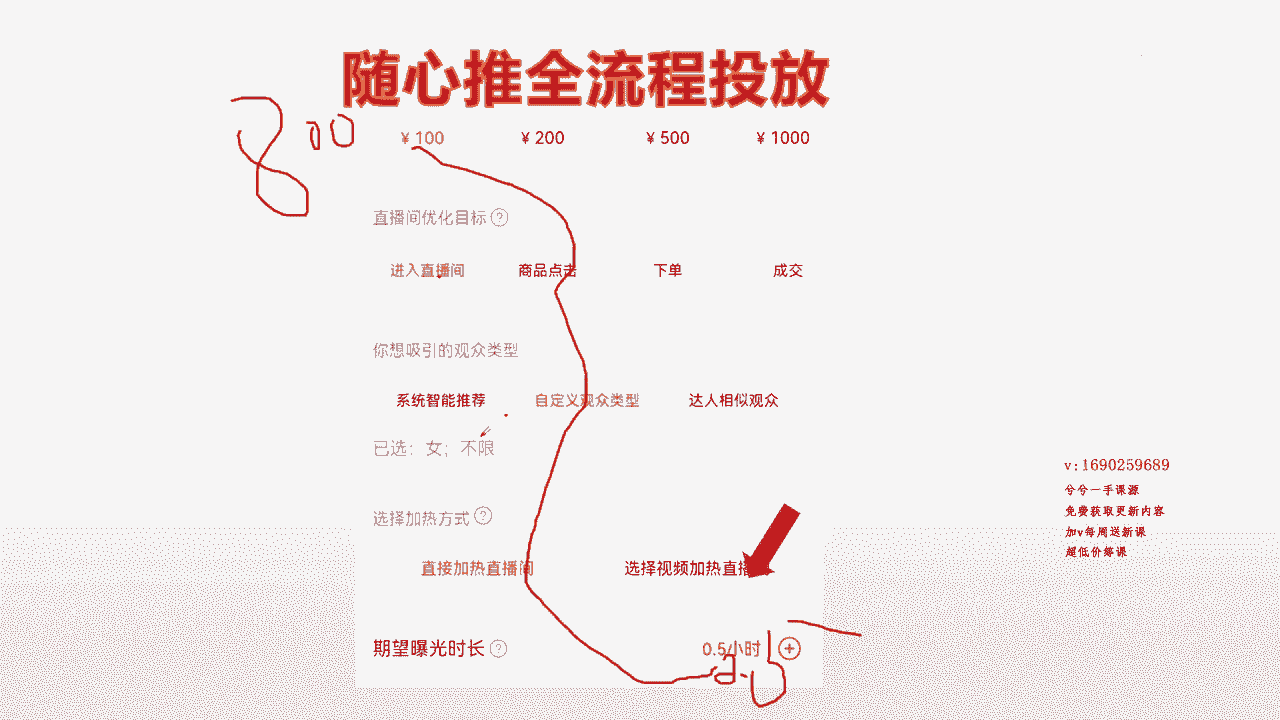 随心推全流程投放
800
¥ 100 ¥ 200 ¥ 500 ¥ 1000
直播间优化目标 ?
进入直播间 商品点击 下单 成交
你想吸引的观众类型
系统智能推荐 自定义观众类型 达人相似观众
已选：女；不限
v:1690259689
兮兮一手课源
免费获取更新内容
加v每周送新课
超低价等课
选择加热方式 ?
直接加热直播间 选择视频加热直播
期望曝光时长 ? 0.5小时 +